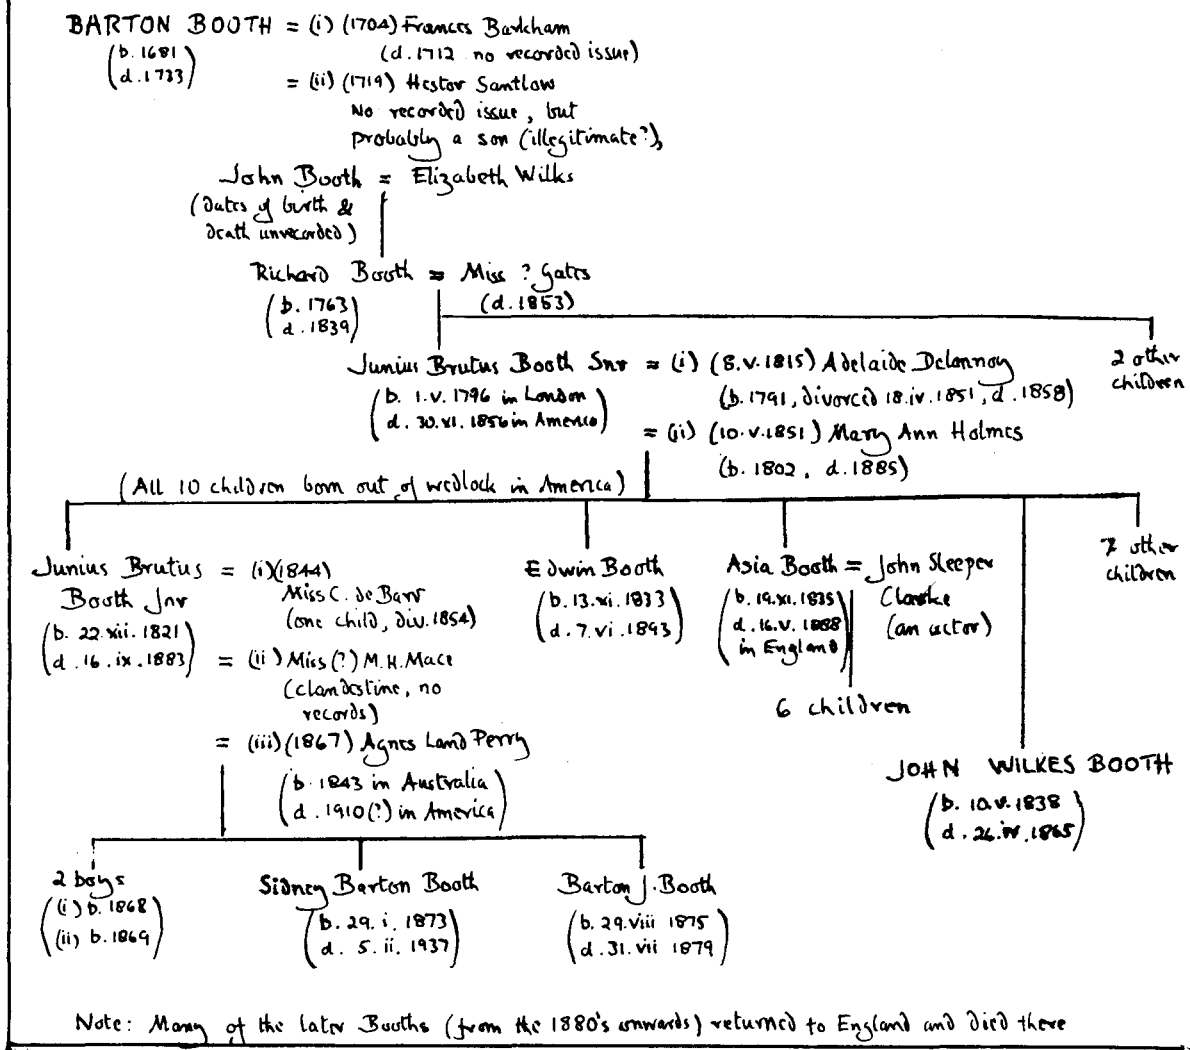 BARTON BOOTH = (i) (1704) Frances Barkham
(b. 1681
d. 1733)
(d. 1712 no recorded issue)
= (ii) (1719) Hester Santlow
No recorded issue, but
probably a son (illegitimate?),
John Booth = Elizabeth Wilks
(dates of birth &
death unrecorded)
Richard Booth = Miss ? Gates
(b. 1763
d. 1839)
(d. 1853)
Junius Brutus Booth Snr = (i) (8.v.1815) Adelaide Delannoy
(b. 1.v. 1796 in London
d. 30.xi. 1856 in America)
(b. 1791, divorced 18.iv.1851, d. 1858)
= (ii) (10.v.1851) Mary Ann Holmes
(b. 1802, d. 1885)
2 other
children
(All 10 children born out of wedlock in America)
Junius Brutus
Booth Jnr
(b. 22.xii. 1821
d. 16. ix. 1883)
= (i)(1844)
Miss C. de Barr
(one child, div. 1854)
= (ii) Miss (?) M.H. Mace
(clandestine, no
records)
= (iii) (1867) Agnes Land Perry
(b. 1843 in Australia
d. 1910(?) in America)
Edwin Booth
(b. 13.xi. 1833
d. 7.vi. 1893)
Asia Booth = John Sleeper
Clarke
(an actor)
(b. 19.xi. 1835
d. 16.v. 1888
in England)
6 children
JOHN WILKES BOOTH
(b. 10.v. 1838
d. 26.iv. 1865)
other
children
2 boys
((i) b. 1868
(ii) b. 1869)
Sidney Barton Booth
(b. 29. i. 1873
d. 5. ii. 1937)
Barton J. Booth
(b. 29.viii 1875
d. 31. vii 1879)
Note: Many of the later Booths (from the 1880's onwards) returned to England and died there